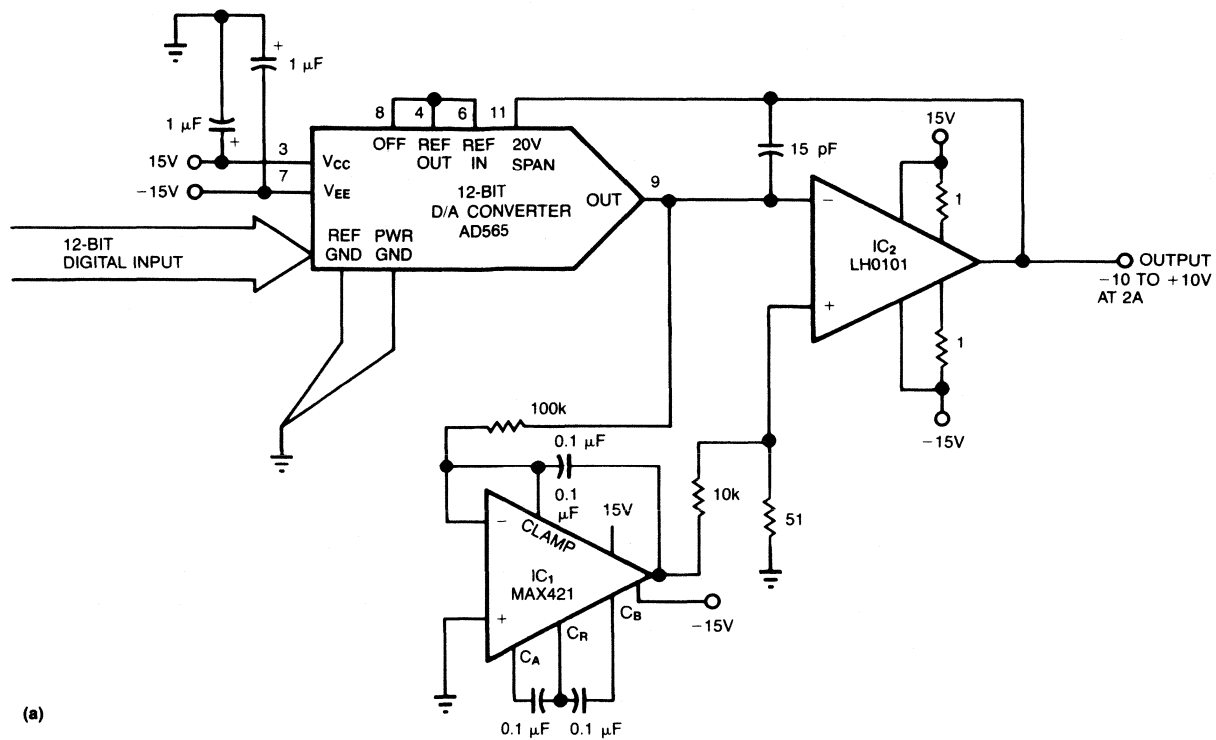 +
1 μF
1 μF
+
15V
3
-15V
7
8
4
6
11
OFF
REF OUT
REF IN
20V SPAN
VCC
VEE
12-BIT
D/A CONVERTER
AD565
OUT
9
REF GND
PWR GND
12-BIT
DIGITAL INPUT
15 pF
15V
1
−
IC2
LH0101
+
1
-15V
OUTPUT
−10 TO +10V
AT 2A
100k
0.1 μF
0.1
μF
15V
10k
51
−
CLAMP
IC1
MAX421
+
CB
-15V
CR
CA
0.1 μF
0.1 μF
(a)